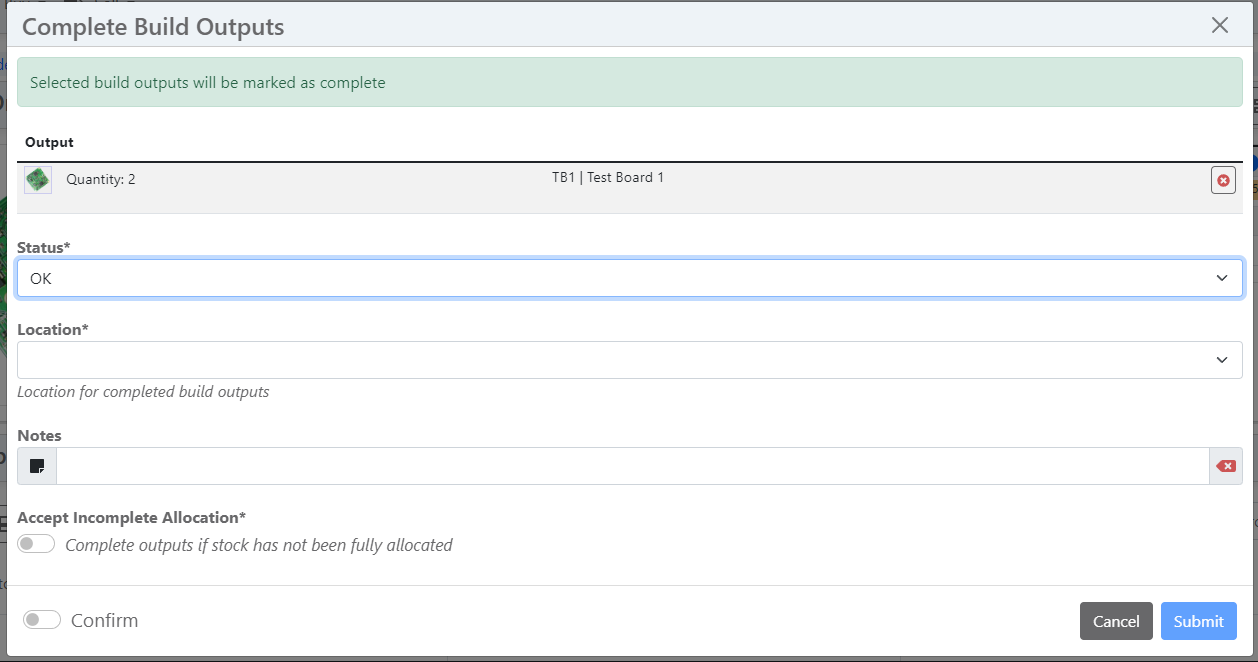 Complete Build Outputs
Selected build outputs will be marked as complete
Output
Quantity: 2
TB1 | Test Board 1
Status*
OK
Location*
Location for completed build outputs
Notes
Accept Incomplete Allocation*
Complete outputs if stock has not been fully allocated
Confirm
Cancel
Submit